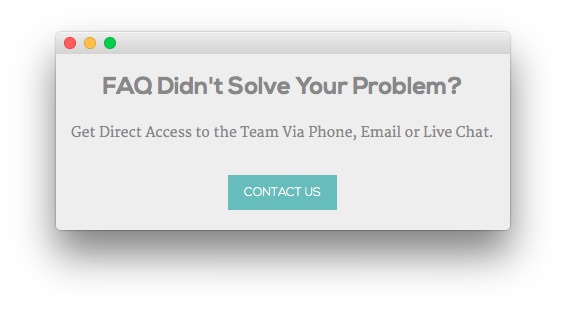 FAQ Didn't Solve Your Problem?
Get Direct Access to the Team Via Phone, Email or Live Chat.
CONTACT US